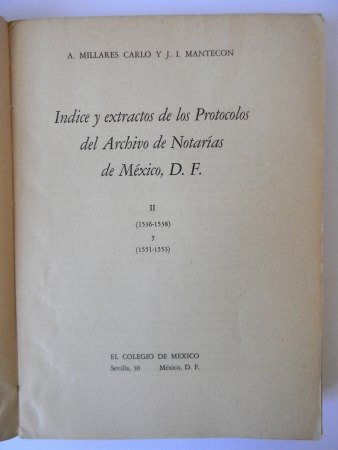 A. MILLARES CARLO Y J. I. MANTECON
Indice y extractos de los Protocolos
del Archivo de Notarías
de México, D. F.
II
(1536-1538)
y
(1551-1553)
EL COLEGIO DE MEXICO
Sevilla, 30 México, D. F.